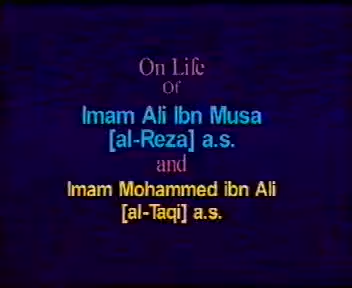 On Life
Of
Imam Ali Ibn Musa
[al-Reza] a.s.
and
Imam Mohammed ibn Ali
[al-Taqi] a.s.